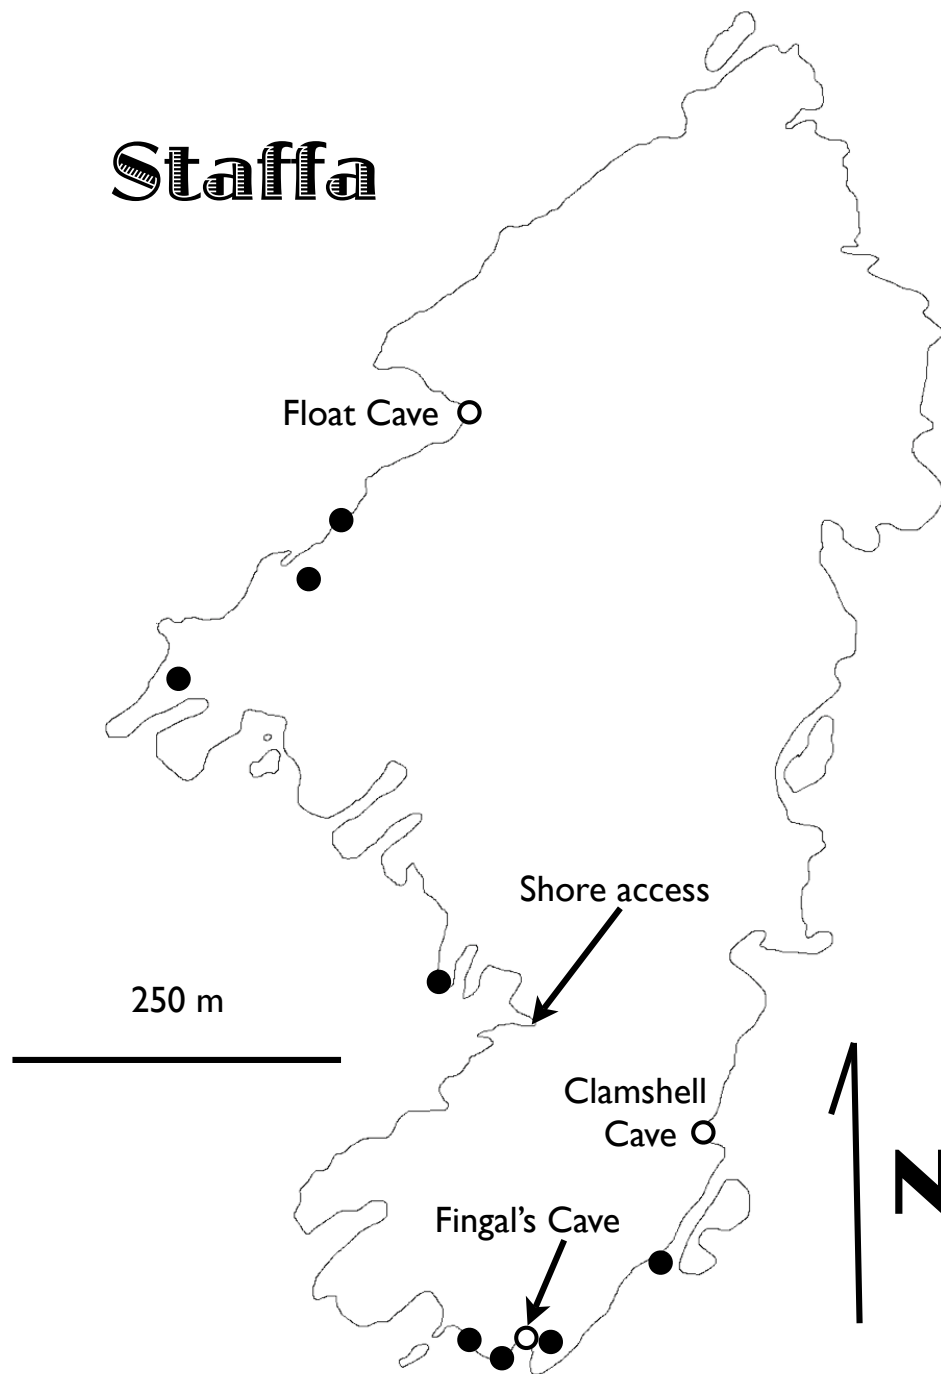 Staffa
Float Cave
Shore access
250 m
Clamshell
Cave
N
Fingal's Cave